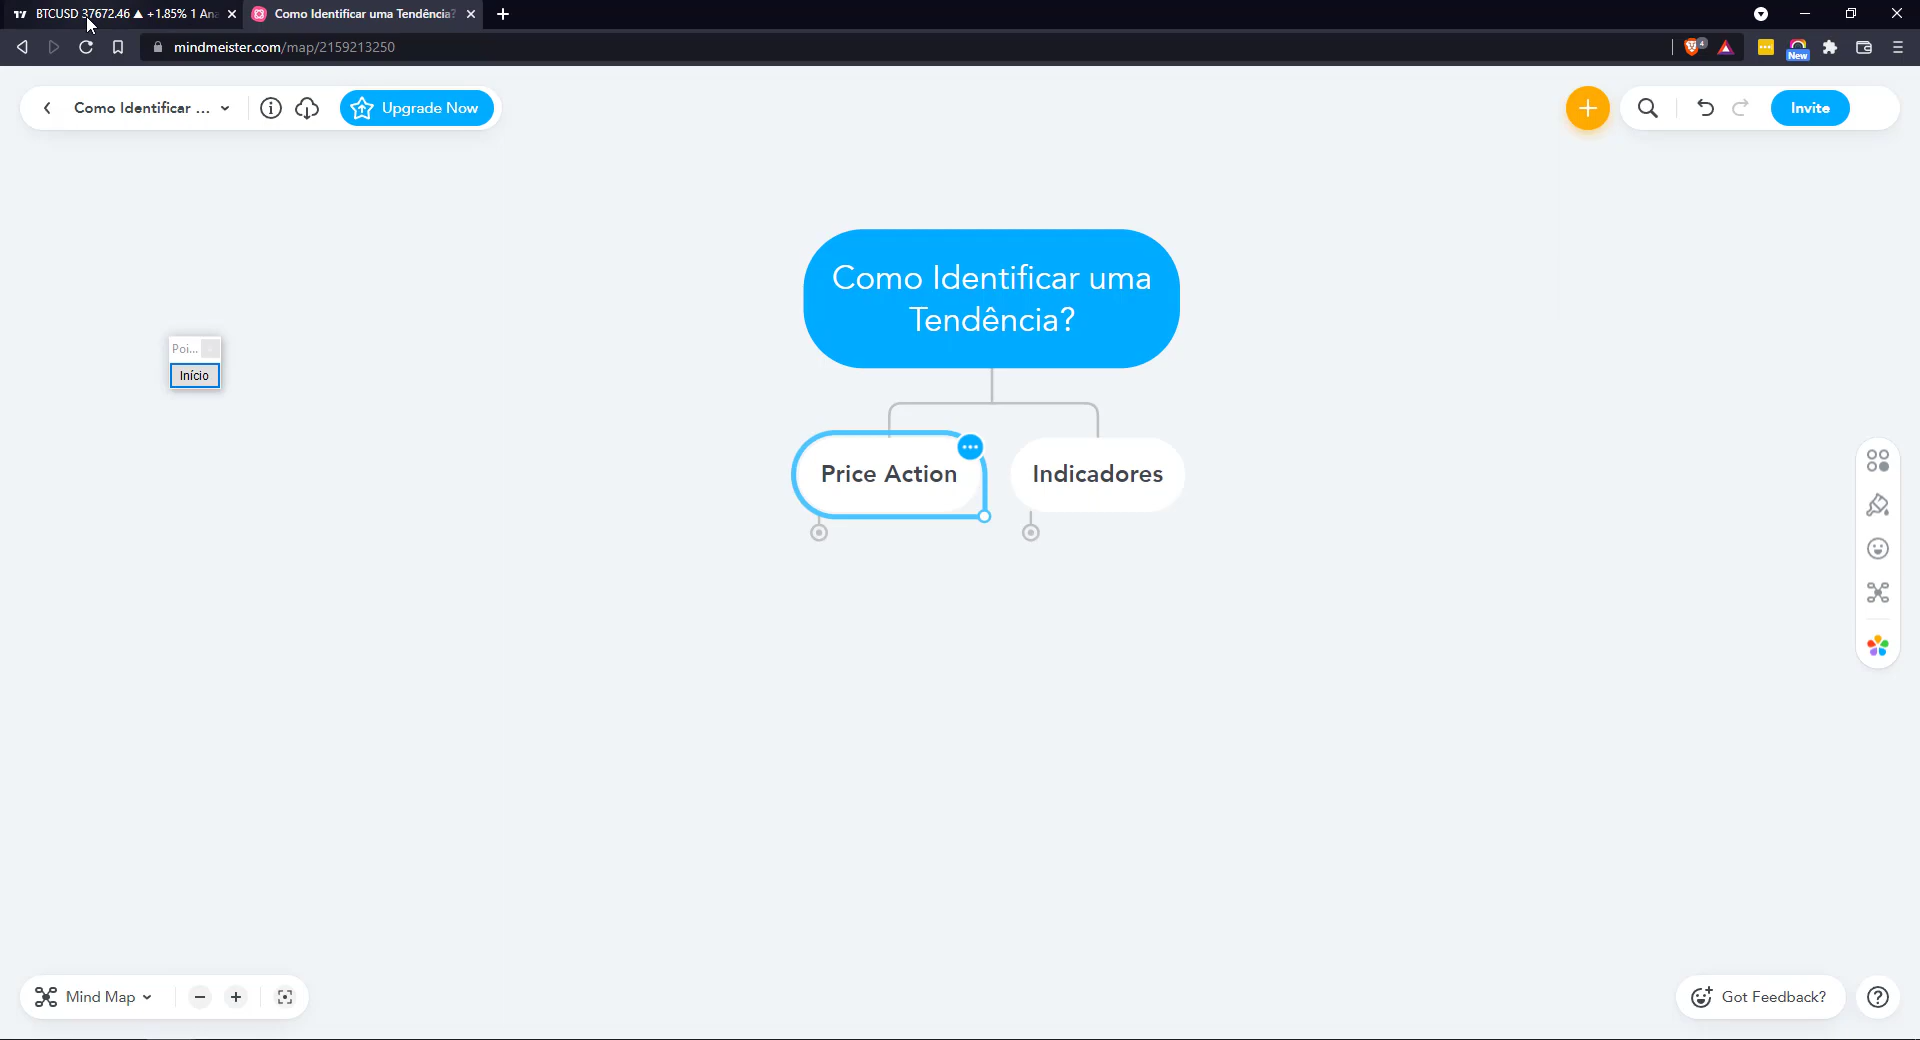 BTCUSD 37672.46 ▲ +1.85% 1 An
Como Identificar uma Tendência?
mindmeister.com/map/2159213250
4
New
Como Identificar ...
Upgrade Now
Invite
Como Identificar uma
Tendência?
Poi...
Início
Price Action
Indicadores
Mind Map
Got Feedback?